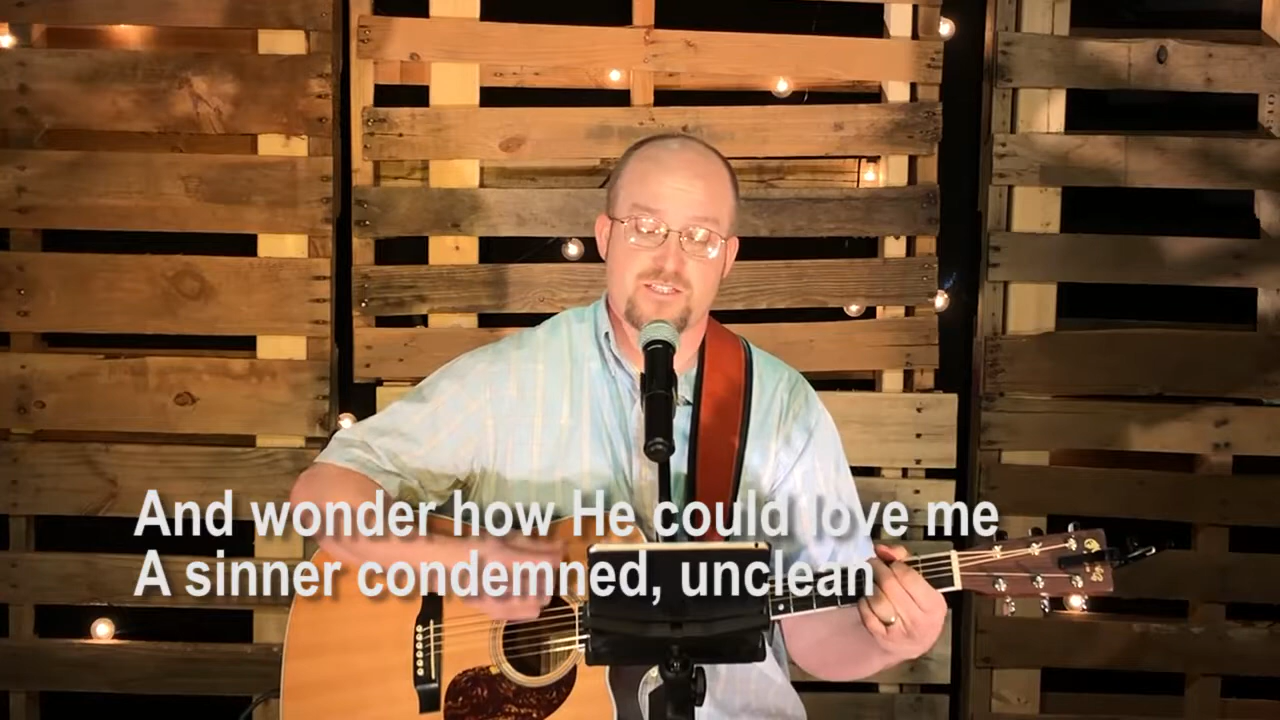 And wonder how He could love me
A sinner condemned, unclean